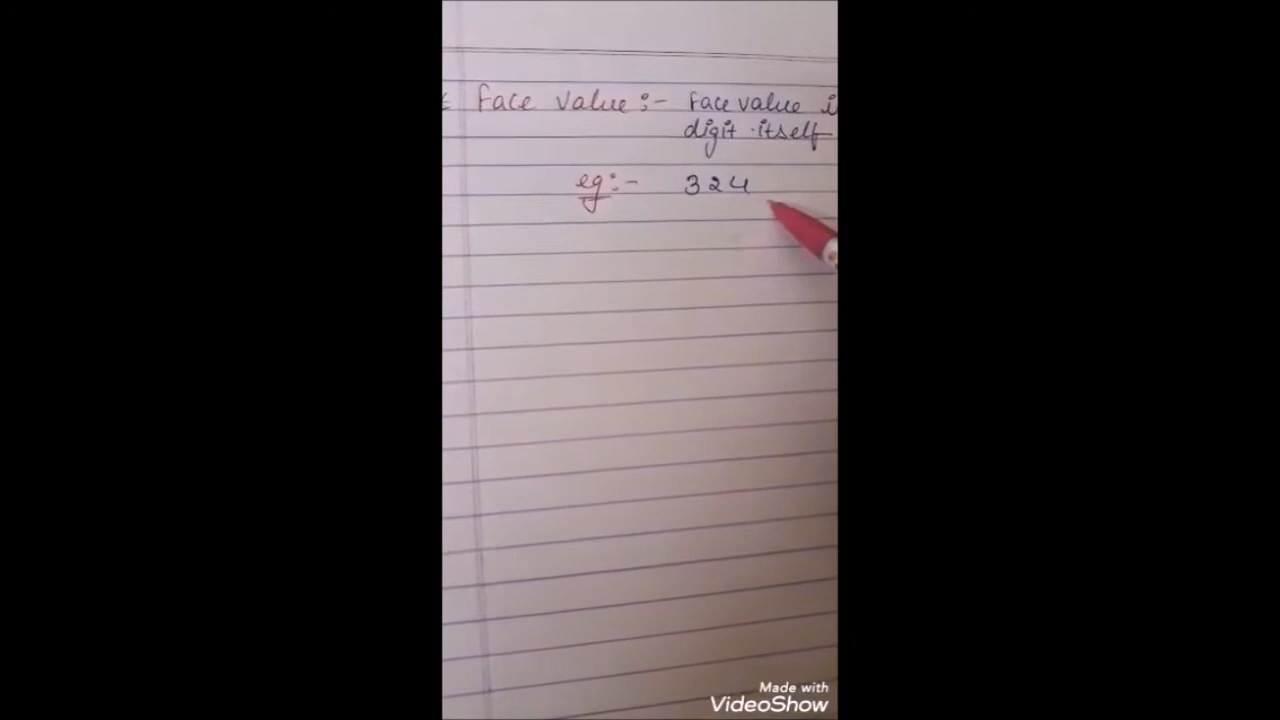 Face Value :- Face value i
digit itself
eg :- 324
Made with
VideoShow